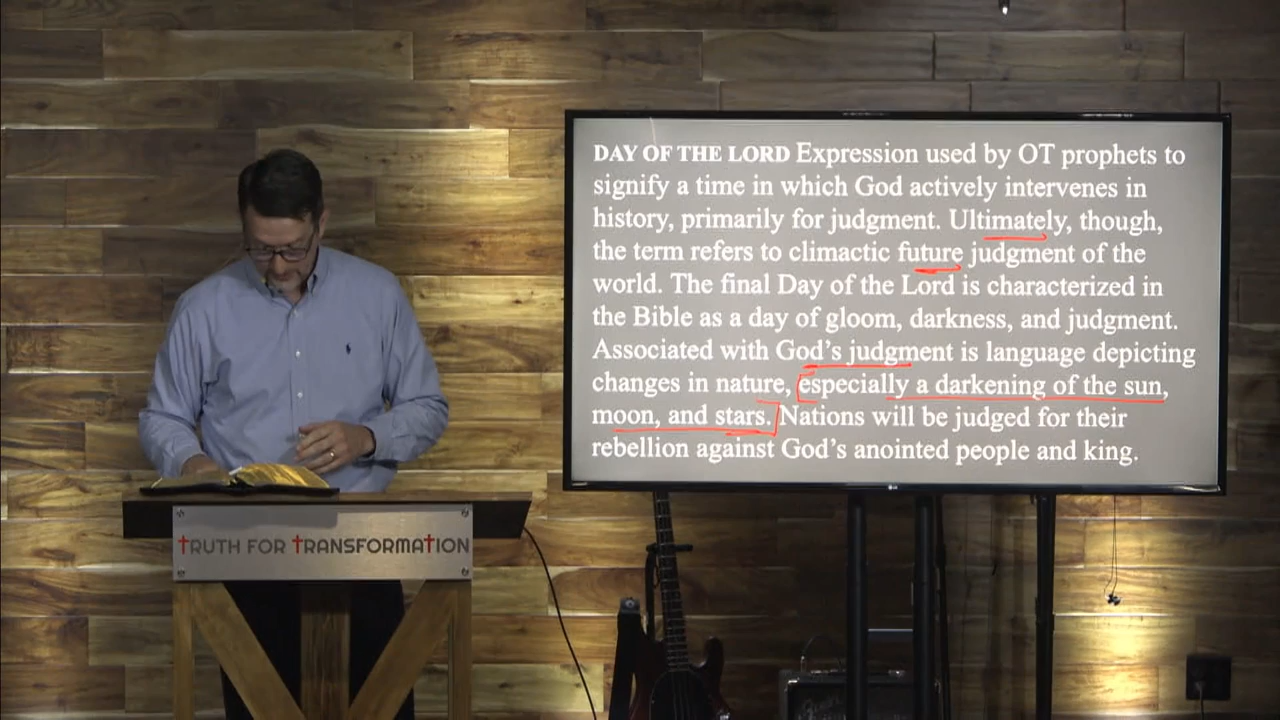 DAY OF THE LORD Expression used by OT prophets to
signify a time in which God actively intervenes in
history, primarily for judgment. Ultimately, though,
the term refers to climactic future judgment of the
world. The final Day of the Lord is characterized in
the Bible as a day of gloom, darkness, and judgment.
Associated with God's judgment is language depicting
changes in nature, especially a darkening of the sun,
moon, and stars. Nations will be judged for their
rebellion against God's anointed people and king.
TRUTH FOR TRANSFORMATION